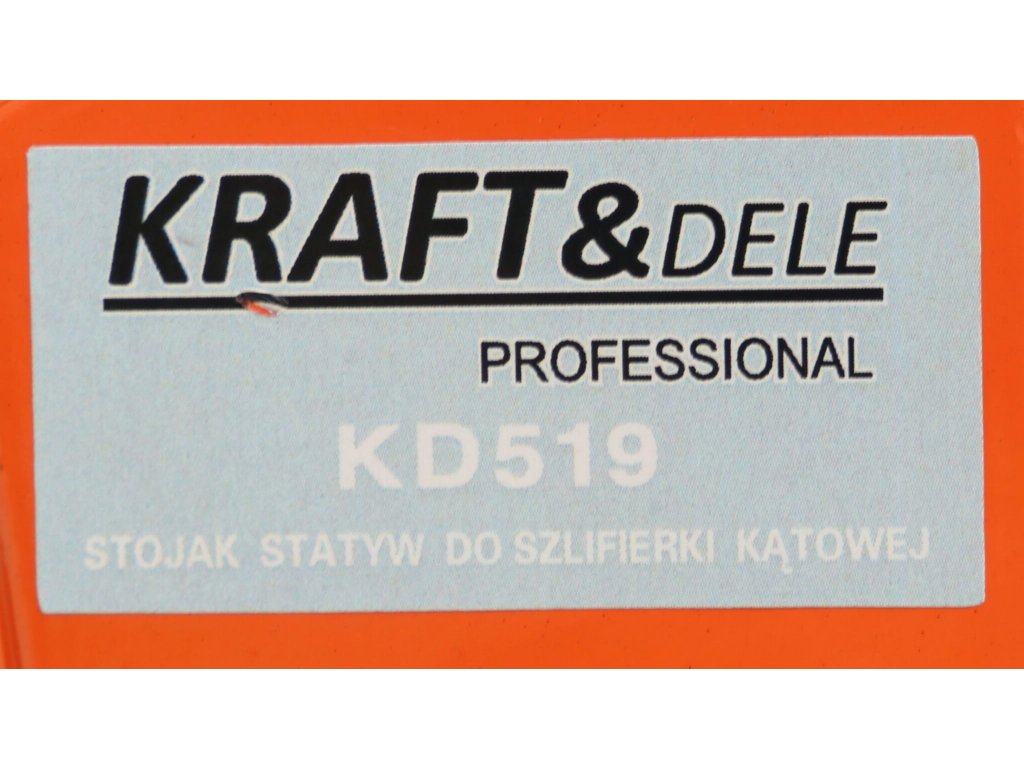 KRAFT&DELE
PROFESSIONAL
KD519
STOJAK STATYW DO SZLIFIERKI KĄTOWEJ